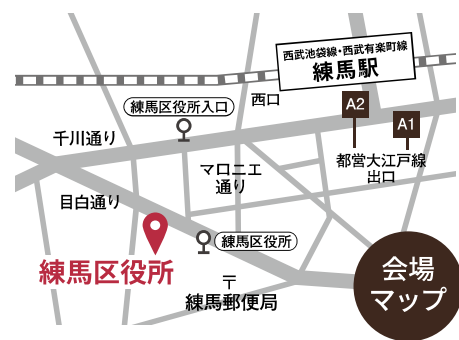 西武池袋線・西武有楽町線
練馬駅
練馬区役所入口
西口
A2
A1
千川通り
マロニエ
通り
都営大江戸線
出口
目白通り
練馬区役所
練馬区役所
〒
練馬郵便局
会場
マップ